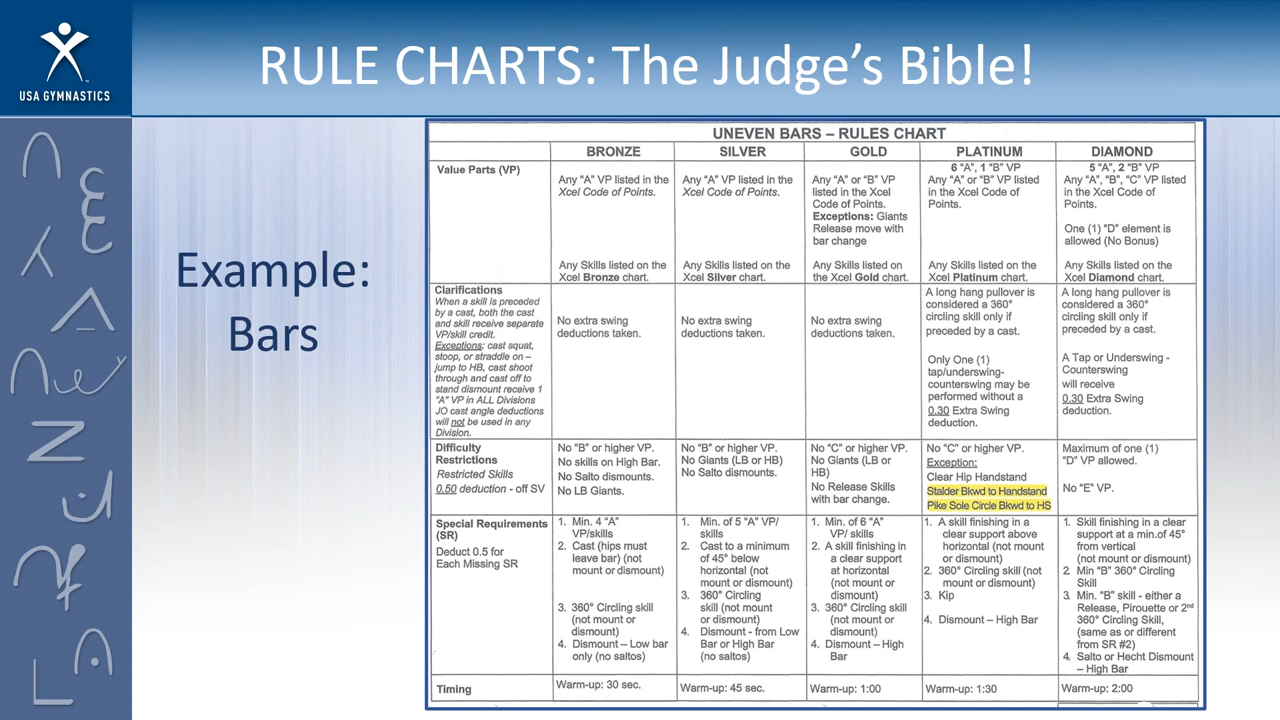 USA GYMNASTICS
RULE CHARTS: The Judge's Bible!
Example:
Bars
UNEVEN BARS – RULES CHART
BRONZE
SILVER
GOLD
PLATINUM
DIAMOND
Value Parts (VP)
Any "A" VP listed in the
Xcel Code of Points.
Any Skills listed on the
Xcel Bronze chart.
Any "A" VP listed in the
Xcel Code of Points.
Any Skills listed on the
Xcel Silver chart.
Any "A" or "B" VP
listed in the Xcel
Code of Points.
Exceptions: Giants
Release move with
bar change
Any Skills listed on
the Xcel Gold chart.
6 "A", 1 "B" VP
Any "A" or "B" VP listed
in the Xcel Code of
Points.
Any Skills listed on the
Xcel Platinum chart.
5 "A", 2 "B" VP
Any "A", "B", "C" VP listed
in the Xcel Code of
Points.
One (1) "D" element is
allowed (No Bonus)
Any Skills listed on the
Xcel Diamond chart.
Clarifications
When a skill is preceded
by a cast, both the cast
and skill receive separate
VP/skill credit.
Exceptions: cast squat,
stoop, or straddle on –
jump to HB, cast shoot
through and cast off to
stand dismount receive 1
"A" VP in ALL Divisions
JO cast angle deductions
will not be used in any
Division.
No extra swing
deductions taken.
No extra swing
deductions taken.
No extra swing
deductions taken.
A long hang pullover is
considered a 360°
circling skill only if
preceded by a cast.
Only One (1)
tap/underswing-
counterswing may be
performed without a
0.30 Extra Swing
deduction.
A long hang pullover is
considered a 360°
circling skill only if
preceded by a cast.
A Tap or Underswing -
Counterswing
will receive
0.30 Extra Swing
deduction.
Difficulty
Restrictions
Restricted Skills
0.50 deduction - off SV
No "B" or higher VP.
No skills on High Bar.
No Salto dismounts.
No LB Giants.
No "B" or higher VP.
No Giants (LB or HB)
No Salto dismounts.
No "C" or higher VP.
No Giants (LB or
HB)
No Release Skills
with bar change.
No "C" or higher VP.
Exception:
Clear Hip Handstand
Stalder Bkwd to Handstand
Pike Sole Circle Bkwd to HS
Maximum of one (1)
"D" VP allowed.
No "E" VP.
Special Requirements
(SR)
Deduct 0.5 for
Each Missing SR
1. Min. 4 "A"
VP/skills
2. Cast (hips must
leave bar) (not
mount or dismount)
3. 360° Circling skill
(not mount or
dismount)
4. Dismount – Low bar
only (no saltos)
1. Min. of 5 "A" VP/
skills
2. Cast to a minimum
of 45° below
horizontal (not
mount or dismount)
3. 360° Circling
skill (not mount
or dismount)
4. Dismount - from Low
Bar or High Bar
(no saltos)
1. Min. of 6 "A"
VP/ skills
2. A skill finishing in
a clear support
at horizontal
(not mount or
dismount)
3. 360° Circling skill
(not mount or
dismount)
4. Dismount – High
Bar
1. A skill finishing in a
clear support above
horizontal (not mount
or dismount)
2. 360° Circling skill (not
mount or dismount)
3. Kip
4. Dismount – High Bar
1. Skill finishing in a clear
support at a min.of 45°
from vertical
(not mount or dismount)
2. Min "B" 360° Circling
Skill
3. Min. "B" skill - either a
Release, Pirouette or 2nd
360° Circling Skill,
(same as or different
from SR #2)
4. Salto or Hecht Dismount
– High Bar
Timing
Warm-up: 30 sec.
Warm-up: 45 sec.
Warm-up: 1:00
Warm-up: 1:30
Warm-up: 2:00